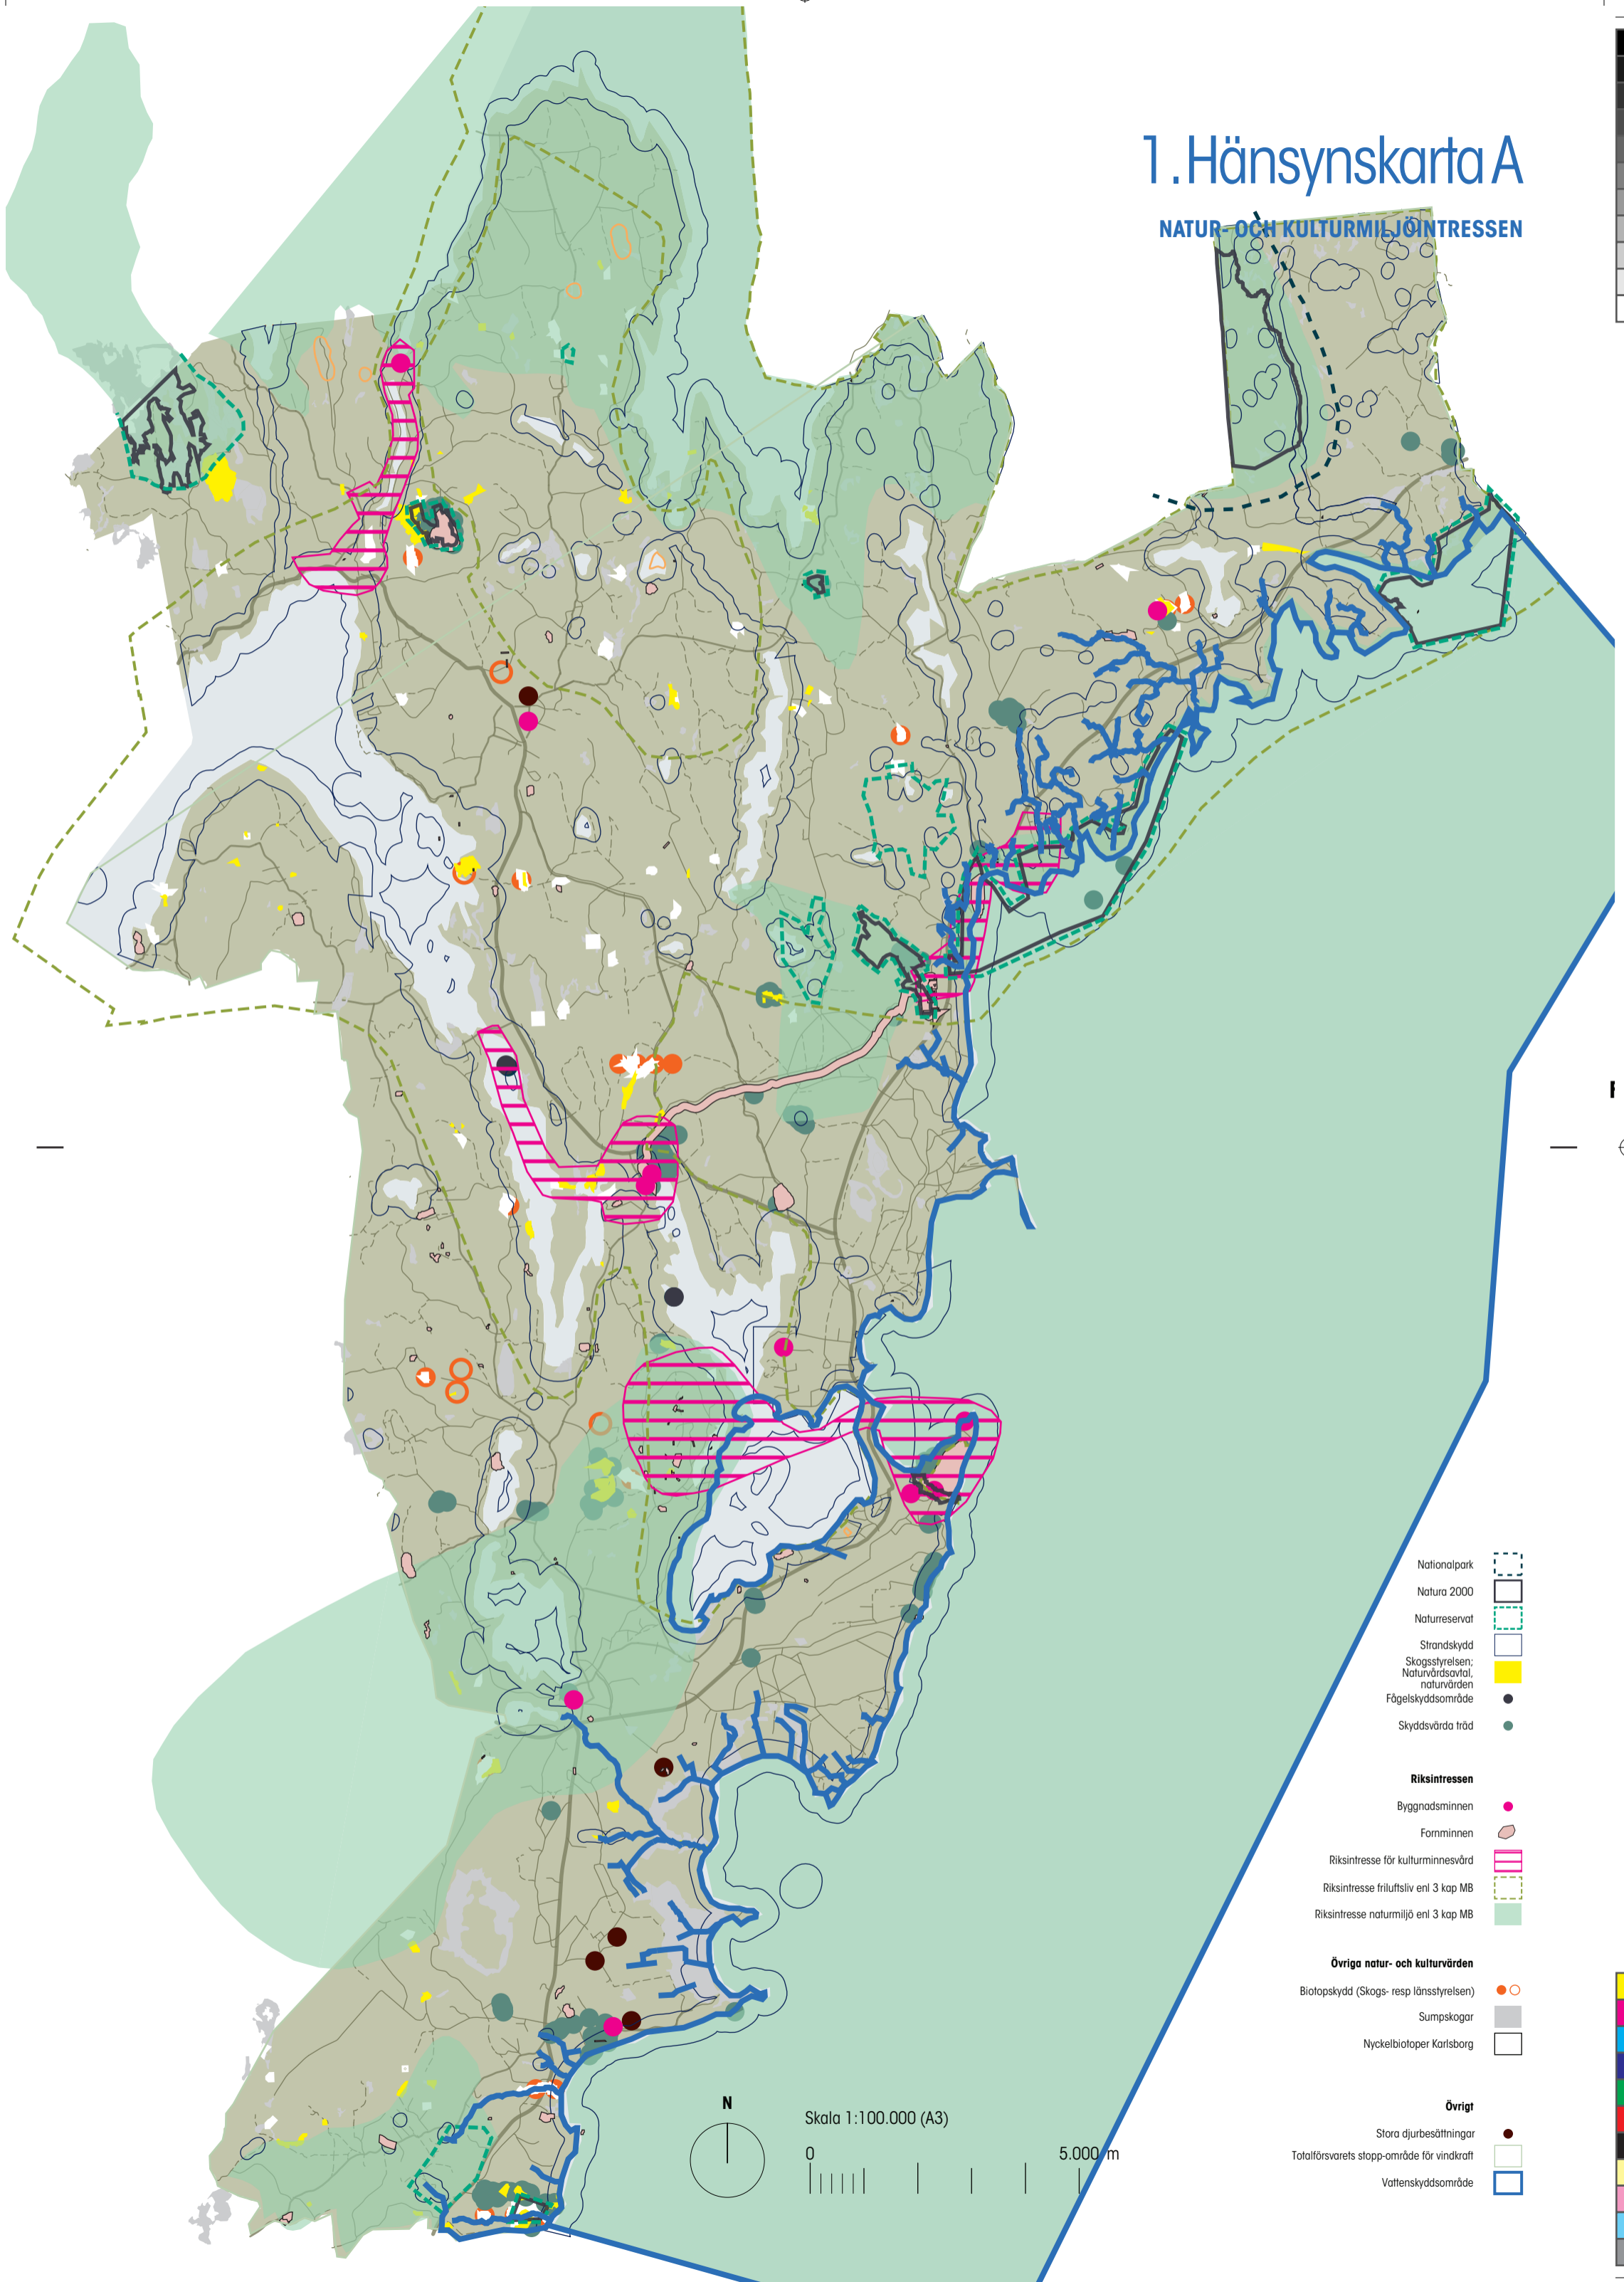 1. Hänsynskarta A
NATUR- OCH KULTURMILJÖINTRESSEN
Nationalpark
Natura 2000
Naturreservat
Strandskydd
Skogsstyrelsen;
Naturvårdsavtal,
naturvärden
Fågelskyddsområde
Skyddsvärda träd
Riksintressen
Byggnadsminnen
Fornminnen
Riksintresse för kulturminnesvård
Riksintresse friluftsliv enl 3 kap MB
Riksintresse naturmiljö enl 3 kap MB
Övriga natur- och kulturvärden
Biotopskydd (Skogs- resp länsstyrelsen)
Sumpskogar
Nyckelbiotoper Karlsborg
Övrigt
Stora djurbesättningar
Totalförsvarets stopp-område för vindkraft
Vattenskyddsområde
N
Skala 1:100.000 (A3)
0 5.000 m